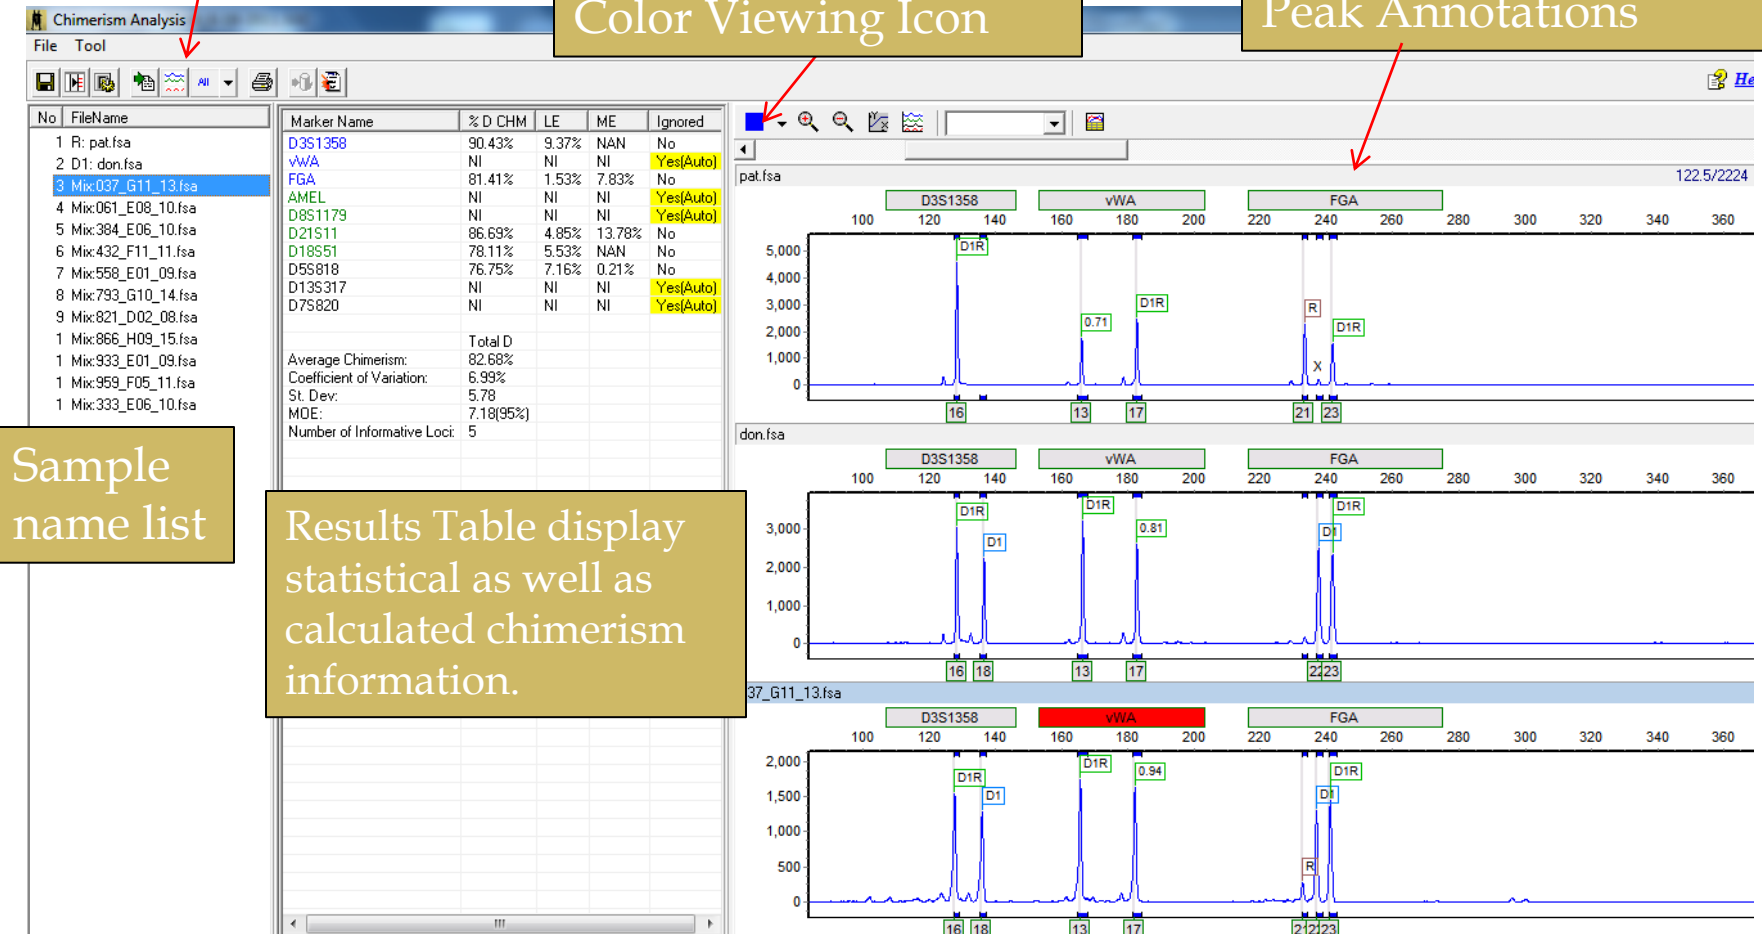 Color Viewing Icon
Peak Annotations
Chimerism Analysis
File Tool
All
He
No FileName
1 R: pat.fsa
2 D1: don.fsa
3 Mix:037_G11_13.fsa
4 Mix:061_E08_10.fsa
5 Mix:384_E06_10.fsa
6 Mix:432_F11_11.fsa
7 Mix:558_E01_09.fsa
8 Mix:793_G10_14.fsa
9 Mix:821_D02_08.fsa
1 Mix:866_H09_15.fsa
1 Mix:933_E01_09.fsa
1 Mix:959_F05_11.fsa
1 Mix:333_E06_10.fsa
Sample
name list
Marker Name % D CHM LE ME Ignored
D3S1358 90.43% 9.37% NAN No
vWA NI NI NI Yes(Auto)
FGA 81.41% 1.53% 7.83% No
AMEL NI NI NI Yes(Auto)
D8S1179 NI NI NI Yes(Auto)
D21S11 86.69% 4.85% 13.78% No
D18S51 78.11% 5.53% NAN No
D5S818 76.75% 7.16% 0.21% No
D13S317 NI NI NI Yes(Auto)
D7S820 NI NI NI Yes(Auto)
Total D
Average Chimerism: 82.68%
Coefficient of Variation: 6.99%
St. Dev: 5.78
MOE: 7.18(95%)
Number of Informative Loci: 5
Results Table display
statistical as well as
calculated chimerism
information.
pat.fsa 122.5/2224
D3S1358 vWA FGA
100 120 140 160 180 200 220 240 260 280 300 320 340 360
5,000
4,000
3,000
2,000
1,000
0
D1R 0.71 D1R R X D1R
16 13 17 21 23
don.fsa
D3S1358 vWA FGA
100 120 140 160 180 200 220 240 260 280 300 320 340 360
3,000
2,000
1,000
0
D1R D1 D1R 0.81 D1 D1R
16 18 13 17 22 23
37_G11_13.fsa
D3S1358 vWA FGA
100 120 140 160 180 200 220 240 260 280 300 320 340 360
2,000
1,500
1,000
500
0
D1R D1 D1R 0.94 R D1 D1R
16 18 13 17 21 22 23